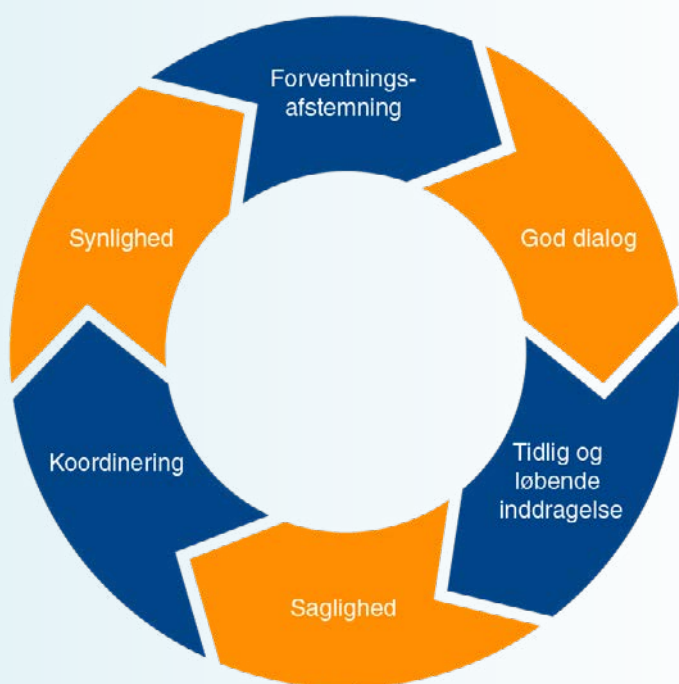 Forventnings-
afstemning
God dialog
Tidlig og
løbende
inddragelse
Saglighed
Koordinering
Synlighed